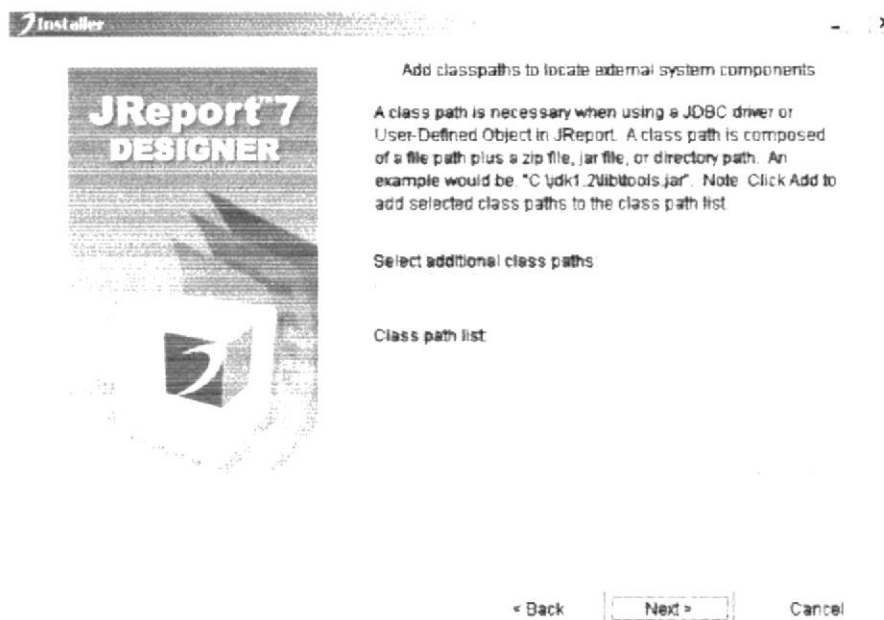 Installer
Add classpaths to locate external system components
JReport™7
DESIGNER
A class path is necessary when using a JDBC driver or
User-Defined Object in JReport. A class path is composed
of a file path plus a zip file, jar file, or directory path. An
example would be, "C:\jdk1.2\lib\tools.jar". Note: Click Add to
add selected class paths to the class path list.
Select additional class paths:
Class path list:
< Back
Next >
Cancel